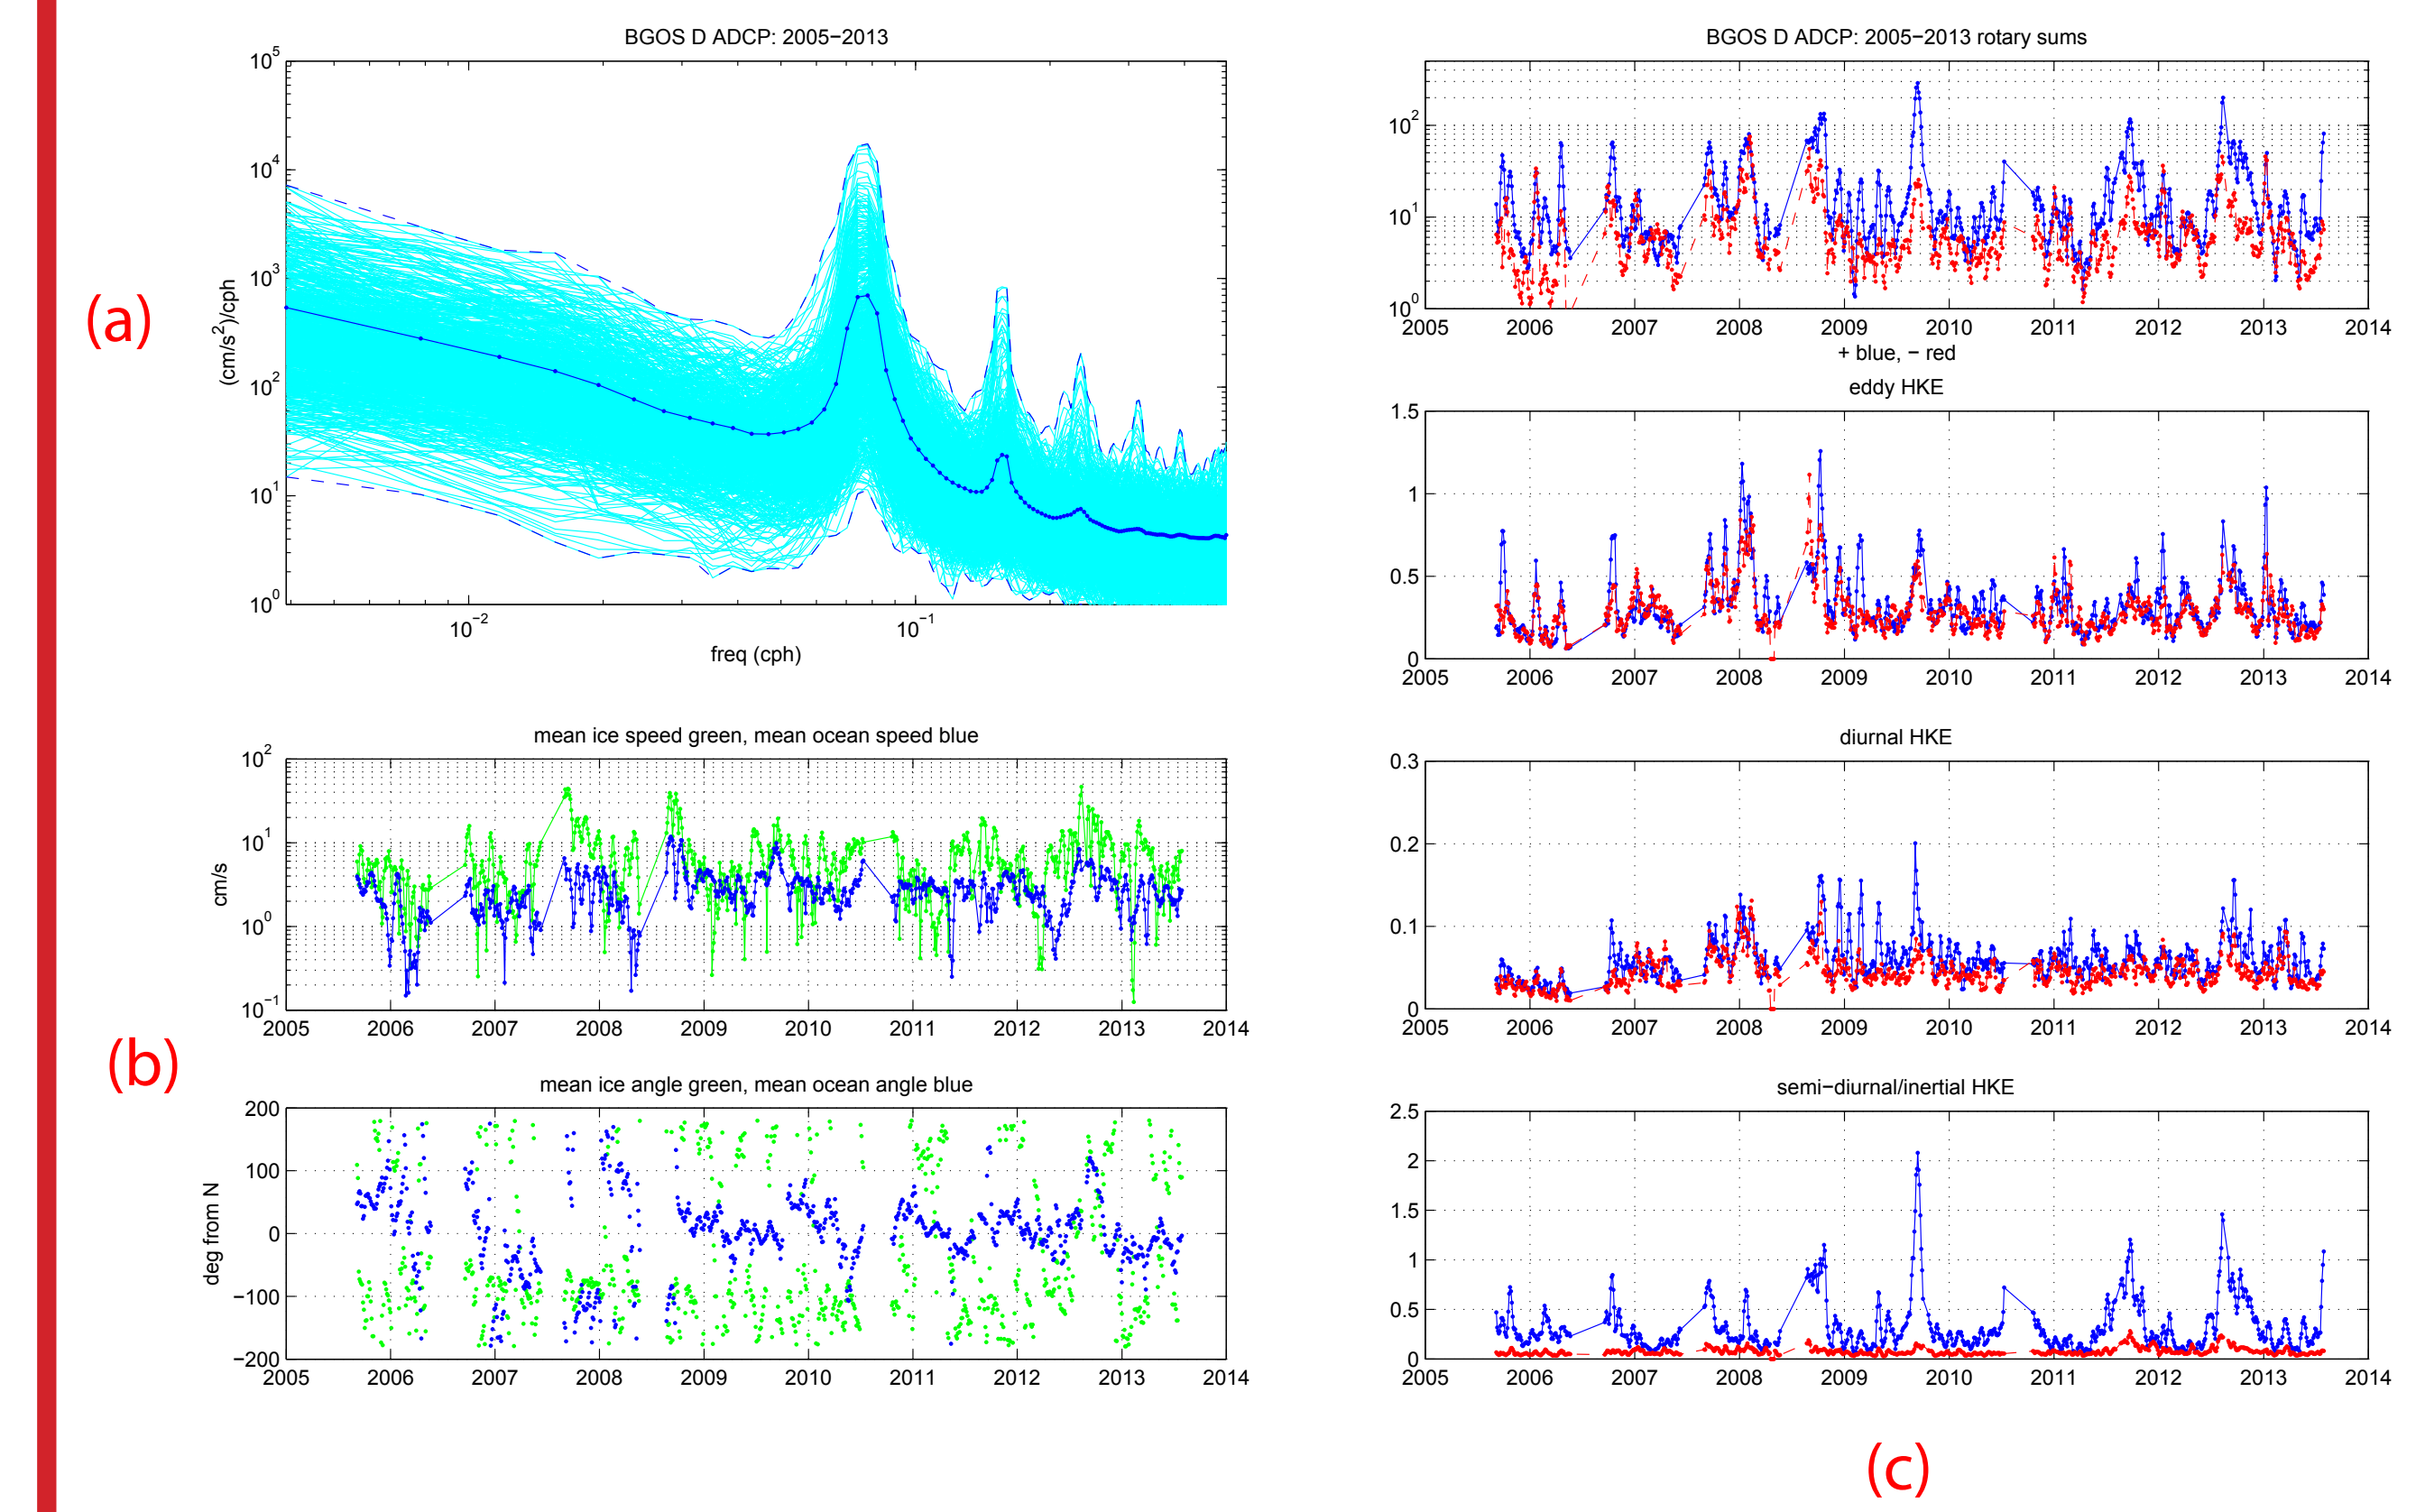 (a)
BGOS D ADCP: 2005−2013
10^5
10^4
10^3
10^2
10^1
10^0
(cm/s^2)/cph
10^−2 10^−1
freq (cph)
(b)
mean ice speed green, mean ocean speed blue
10^2
10^1
10^0
10^−1
cm/s
2005 2006 2007 2008 2009 2010 2011 2012 2013 2014
mean ice angle green, mean ocean angle blue
200
100
0
−100
−200
deg from N
2005 2006 2007 2008 2009 2010 2011 2012 2013 2014
BGOS D ADCP: 2005−2013 rotary sums
10^2
10^1
10^0
2005 2006 2007 2008 2009 2010 2011 2012 2013 2014
+ blue, − red
eddy HKE
1.5
1
0.5
0
2005 2006 2007 2008 2009 2010 2011 2012 2013 2014
diurnal HKE
0.3
0.2
0.1
0
2005 2006 2007 2008 2009 2010 2011 2012 2013 2014
semi−diurnal/inertial HKE
2.5
2
1.5
1
0.5
0
2005 2006 2007 2008 2009 2010 2011 2012 2013 2014
(c)